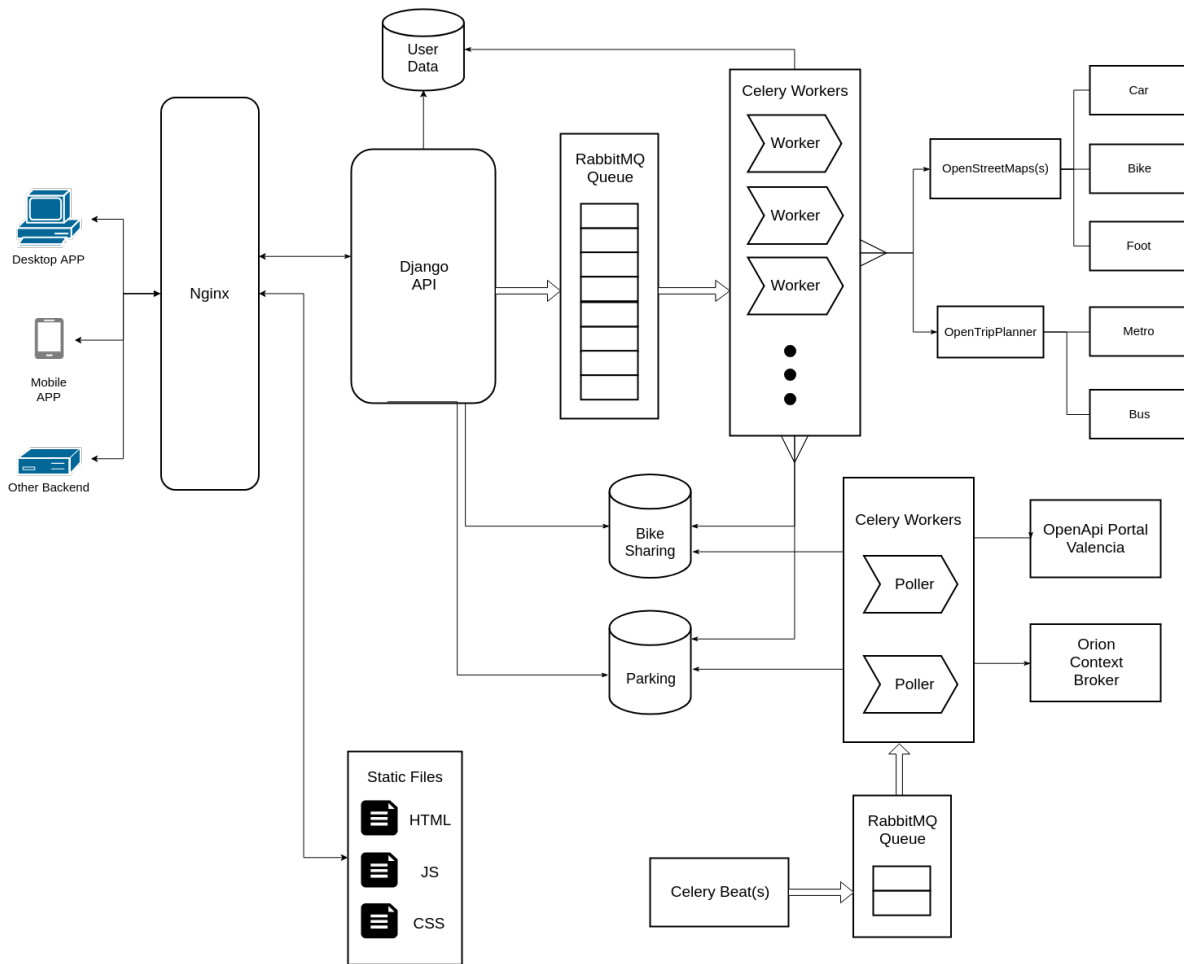 User
Data
Celery Workers
Worker
Worker
Worker
RabbitMQ
Queue
Car
Bike
Foot
OpenStreetMaps(s)
OpenTripPlanner
Metro
Bus
Desktop APP
Mobile
APP
Other Backend
Nginx
Django
API
Bike
Sharing
Parking
Celery Workers
Poller
Poller
OpenApi Portal
Valencia
Orion
Context
Broker
Static Files
HTML
JS
CSS
Celery Beat(s)
RabbitMQ
Queue